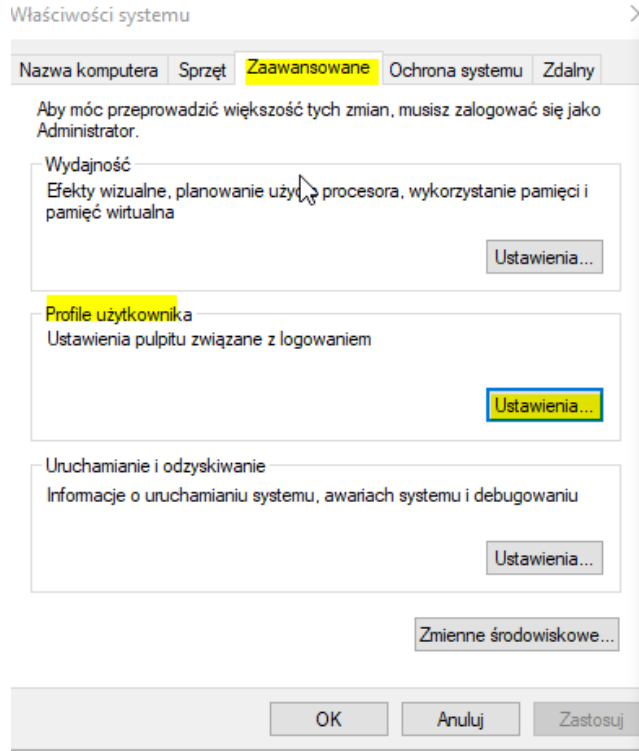 Właściwości systemu
Nazwa komputera Sprzęt Zaawansowane Ochrona systemu Zdalny
Aby móc przeprowadzić większość tych zmian, musisz zalogować się jako
Administrator.
Wydajność
Efekty wizualne, planowanie użycia procesora, wykorzystanie pamięci i
pamięć wirtualna
Ustawienia...
Profile użytkownika
Ustawienia pulpitu związane z logowaniem
Ustawienia...
Uruchamianie i odzyskiwanie
Informacje o uruchamianiu systemu, awariach systemu i debugowaniu
Ustawienia...
Zmienne środowiskowe...
OK Anuluj Zastosuj